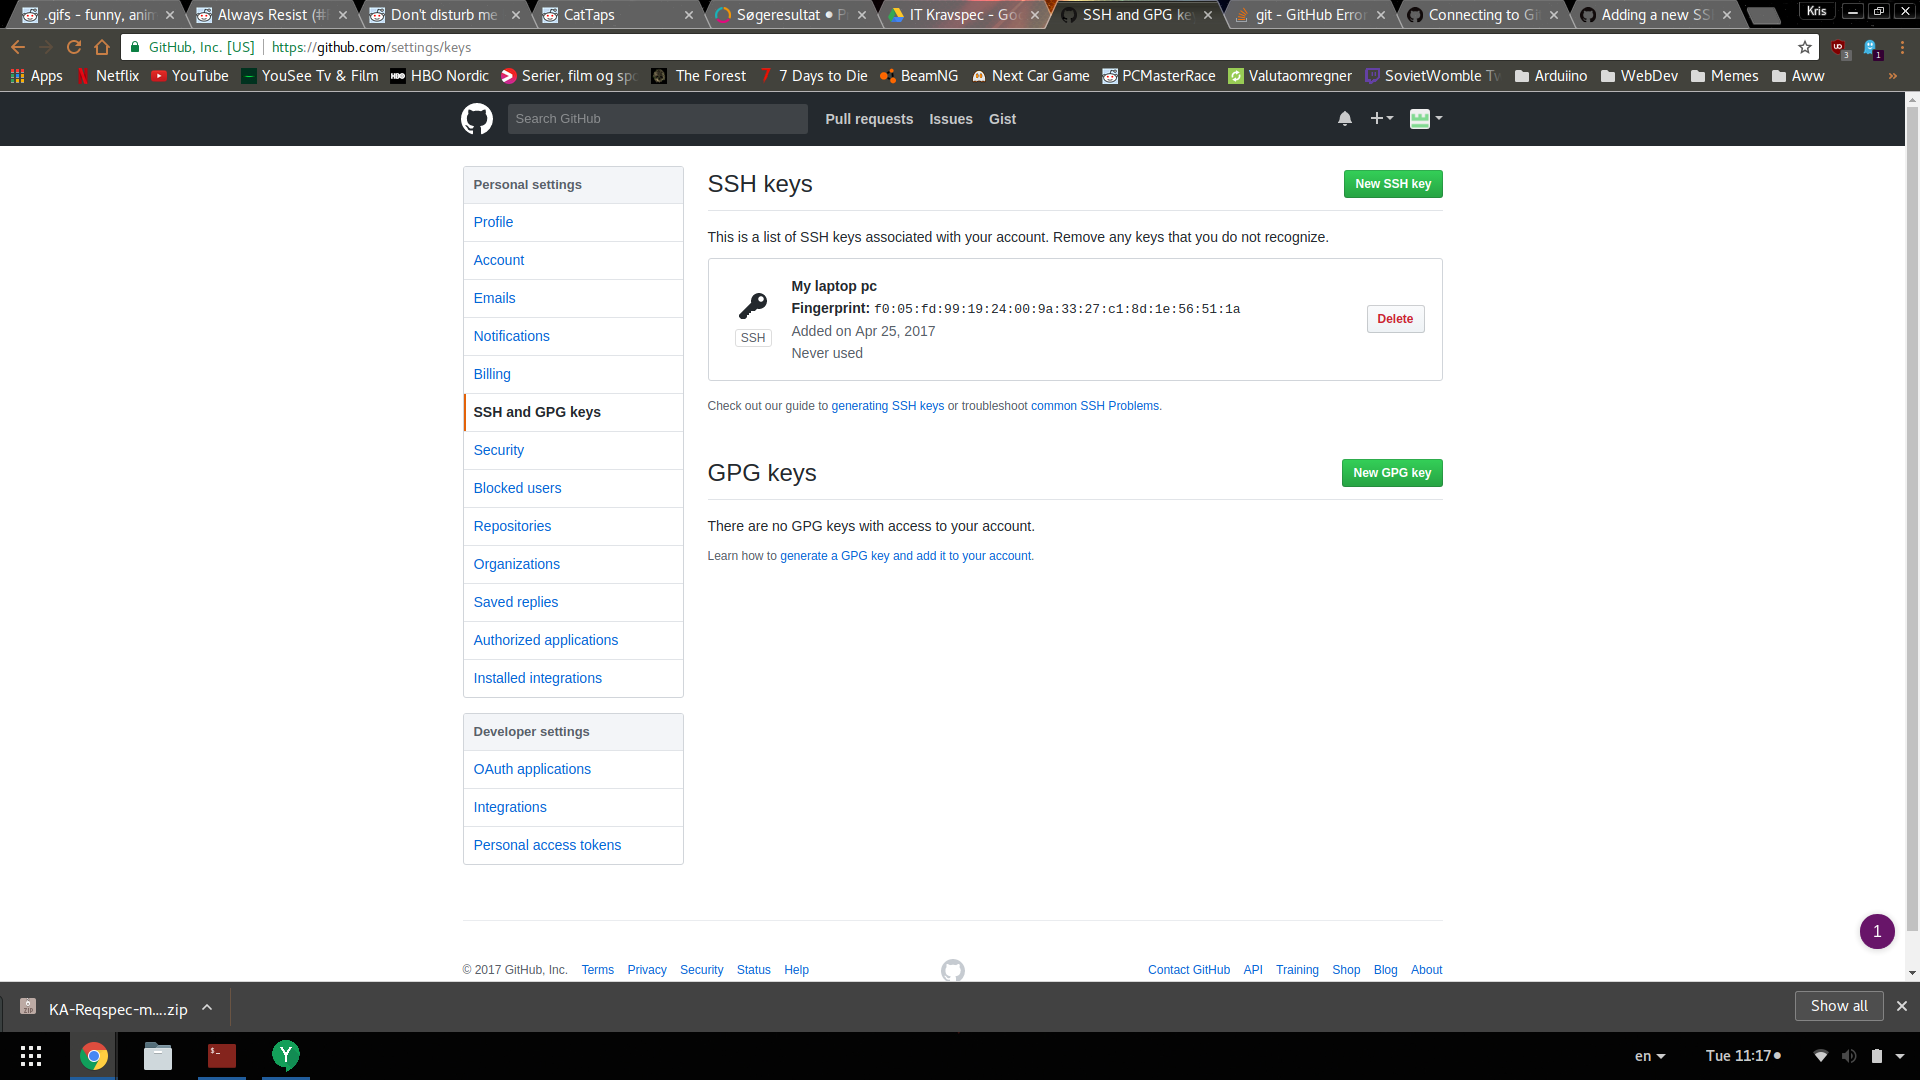 .gifs - funny, anim
Always Resist (#
Don't disturb me
CatTaps
Søgeresultat • P
IT Kravspec - Goo
SSH and GPG key
git - GitHub Error
Connecting to Git
Adding a new SS
Kris
GitHub, Inc. [US]
https://github.com/settings/keys
3
1
Apps
Netflix
YouTube
YouSee Tv & Film
HBO Nordic
Serier, film og spo
The Forest
7 Days to Die
BeamNG
Next Car Game
PCMasterRace
Valutaomregner
SovietWomble Tv
Arduiino
WebDev
Memes
Aww
»
Search GitHub
Pull requests
Issues
Gist
Personal settings
Profile
Account
Emails
Notifications
Billing
SSH and GPG keys
Security
Blocked users
Repositories
Organizations
Saved replies
Authorized applications
Installed integrations
Developer settings
OAuth applications
Integrations
Personal access tokens
SSH keys
New SSH key
This is a list of SSH keys associated with your account. Remove any keys that you do not recognize.
SSH
My laptop pc
Fingerprint: f0:05:fd:99:19:24:00:9a:33:27:c1:8d:1e:56:51:1a
Added on Apr 25, 2017
Never used
Delete
Check out our guide to generating SSH keys or troubleshoot common SSH Problems.
GPG keys
New GPG key
There are no GPG keys with access to your account.
Learn how to generate a GPG key and add it to your account.
1
© 2017 GitHub, Inc.
Terms
Privacy
Security
Status
Help
Contact GitHub
API
Training
Shop
Blog
About
KA-Reqspec-m....zip
Show all
en
Tue 11:17